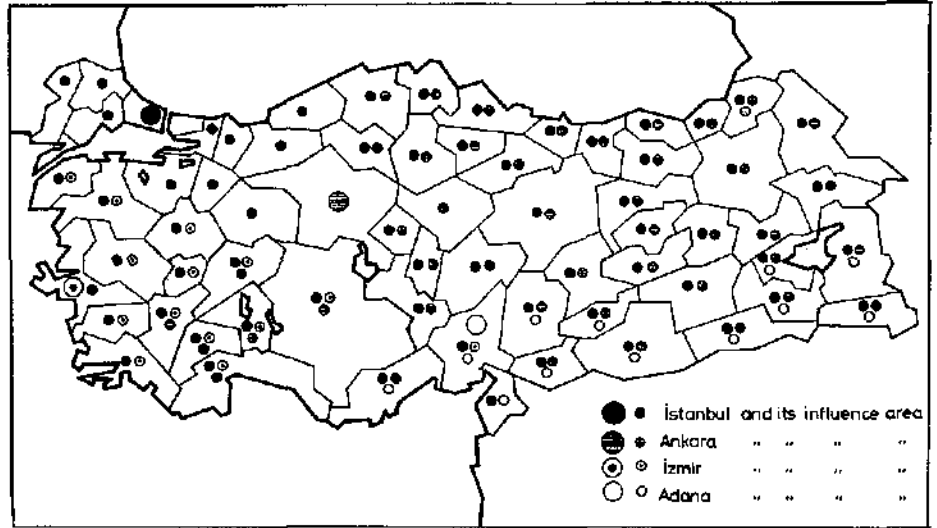 İstanbul and its influence area
Ankara " " " "
İzmir " " " "
Adana " " " "